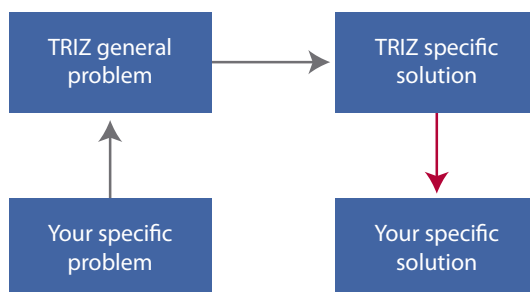 TRIZ general
problem
TRIZ specific
solution
Your specific
problem
Your specific
solution